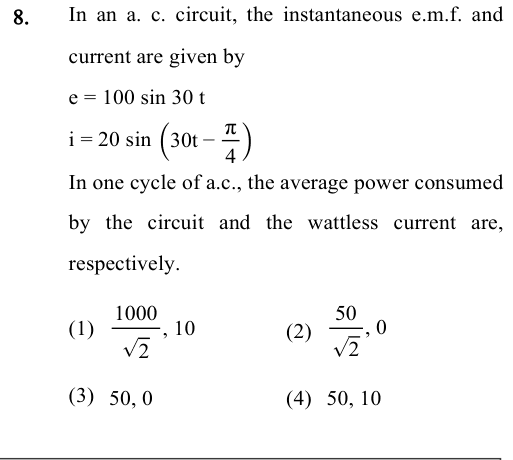 8. In an a. c. circuit, the instantaneous e.m.f. and
current are given by
e = 100 sin 30 t
i = 20 sin (30t − π/4)
In one cycle of a.c., the average power consumed
by the circuit and the wattless current are,
respectively.
(1) 1000/√2, 10 (2) 50/√2, 0
(3) 50, 0 (4) 50, 10